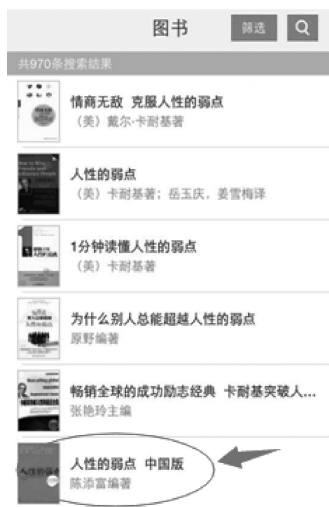 图书
筛选
共970条搜索结果
情商无敌 克服人性的弱点
（美）戴尔·卡耐基著
人性的弱点
（美）卡耐基著；岳玉庆，姜雪梅译
1分钟读懂人性的弱点
（美）卡耐基著
为什么别人总能超越人性的弱点
原野编著
畅销全球的成功励志经典 卡耐基突破人...
张艳玲主编
人性的弱点 中国版
陈添富编著